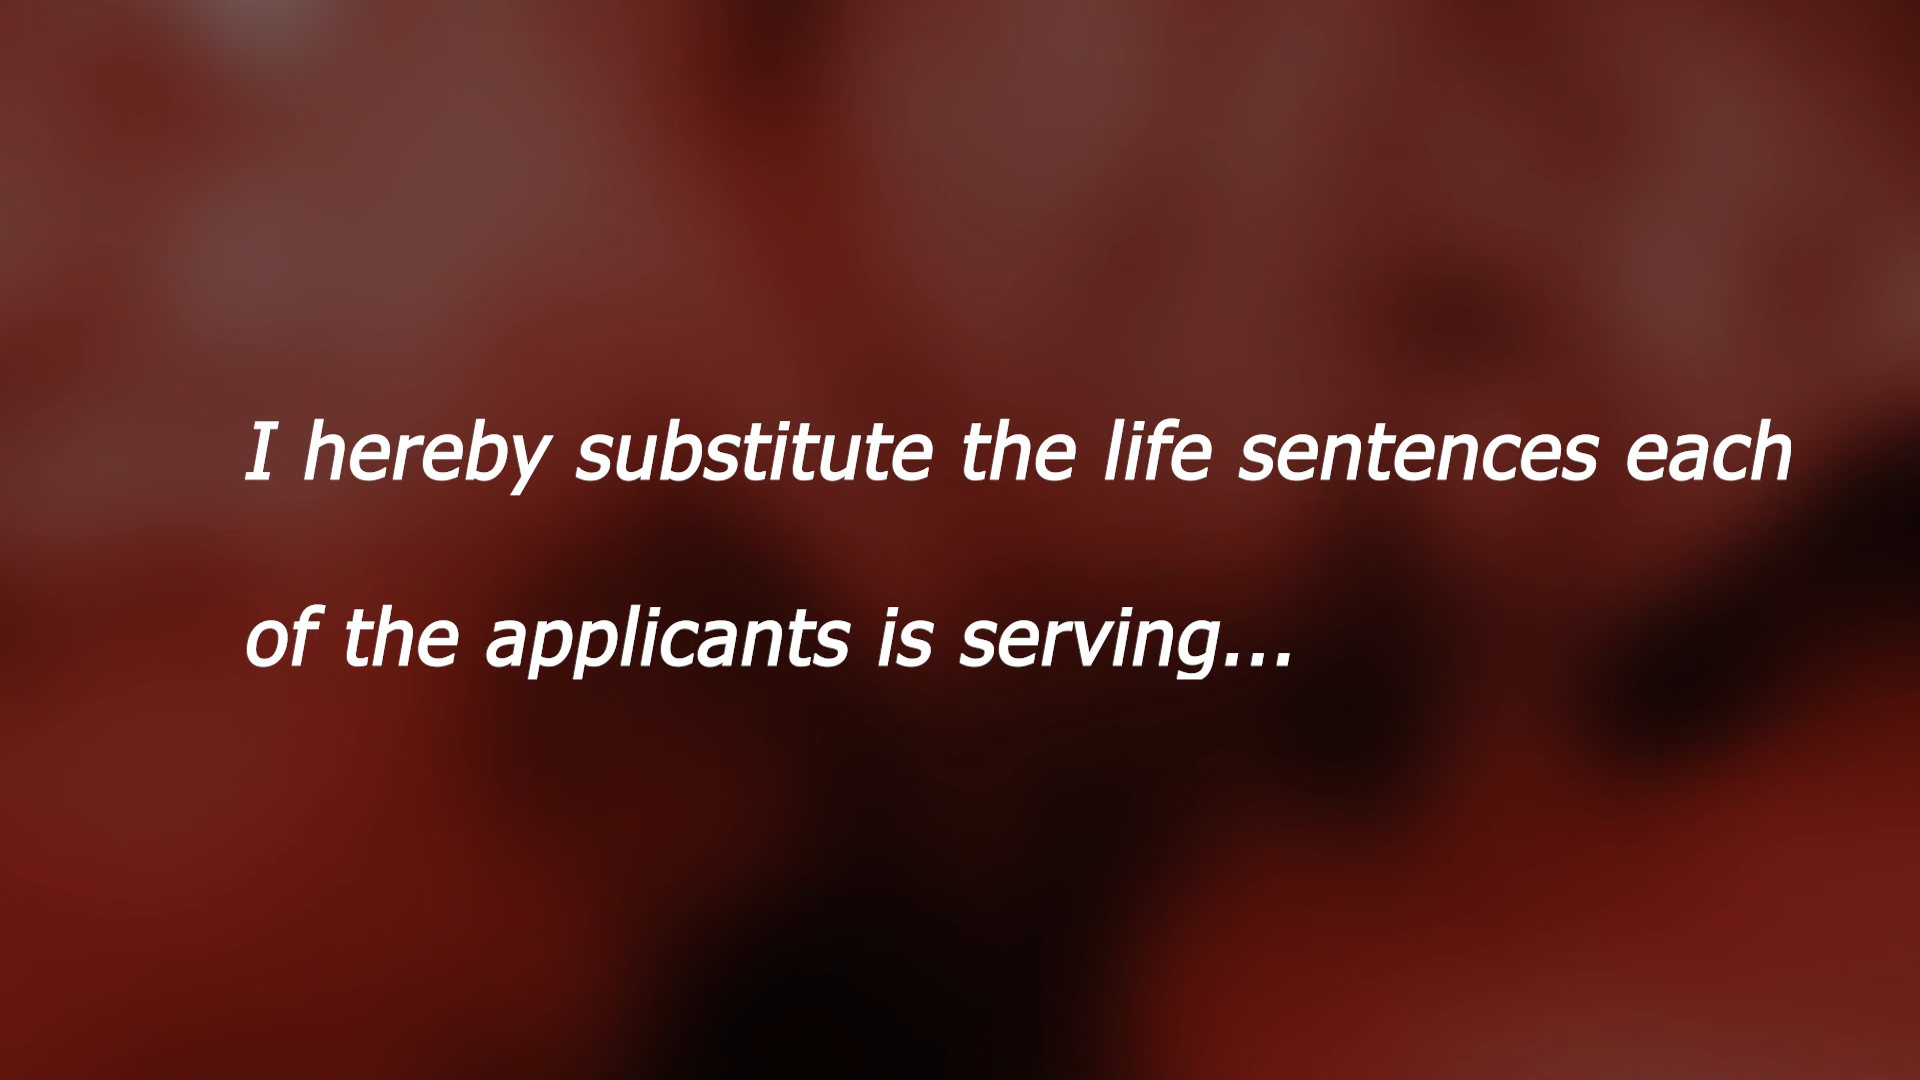 I hereby substitute the life sentences each
of the applicants is serving...